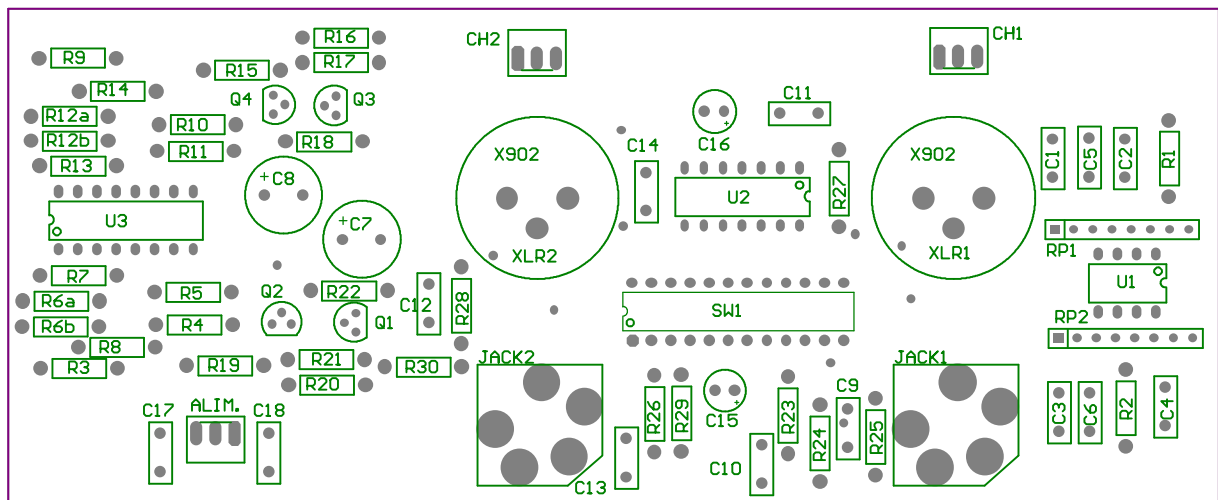 R16
CH2
CH1
R9
R17
R15
R14
Q4
Q3
C11
R12a
R10
R12b
R18
C16
C14
R11
X902
X902
C1
C5
C2
R1
R13
C8
R27
U2
U3
C7
XLR2
XLR1
RP1
R7
U1
R5
Q2
R22
R6a
C12
R28
SW1
RP2
R6b
R4
Q1
R8
JACK2
JACK1
R21
R3
R19
R30
R20
C9
C17
ALIM.
C18
R26
R29
C15
R23
R24
R25
C3
C6
R2
C4
C10
C13